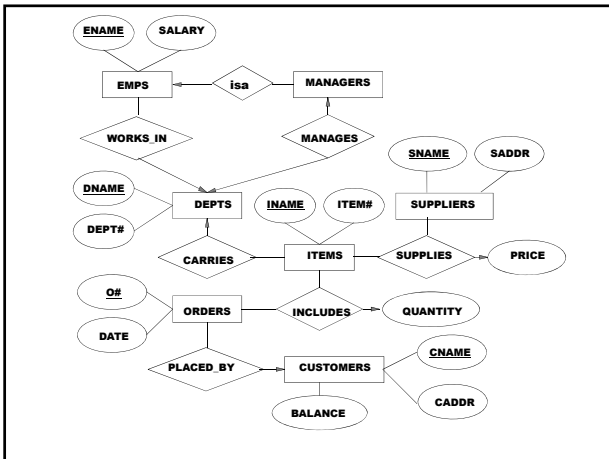 ENAME SALARY
EMPS isa MANAGERS
WORKS_IN MANAGES
SNAME SADDR
DNAME DEPTS INAME ITEM# SUPPLIERS
DEPT#
CARRIES ITEMS SUPPLIES PRICE
O# ORDERS INCLUDES QUANTITY
DATE
CNAME
PLACED_BY CUSTOMERS
CADDR
BALANCE